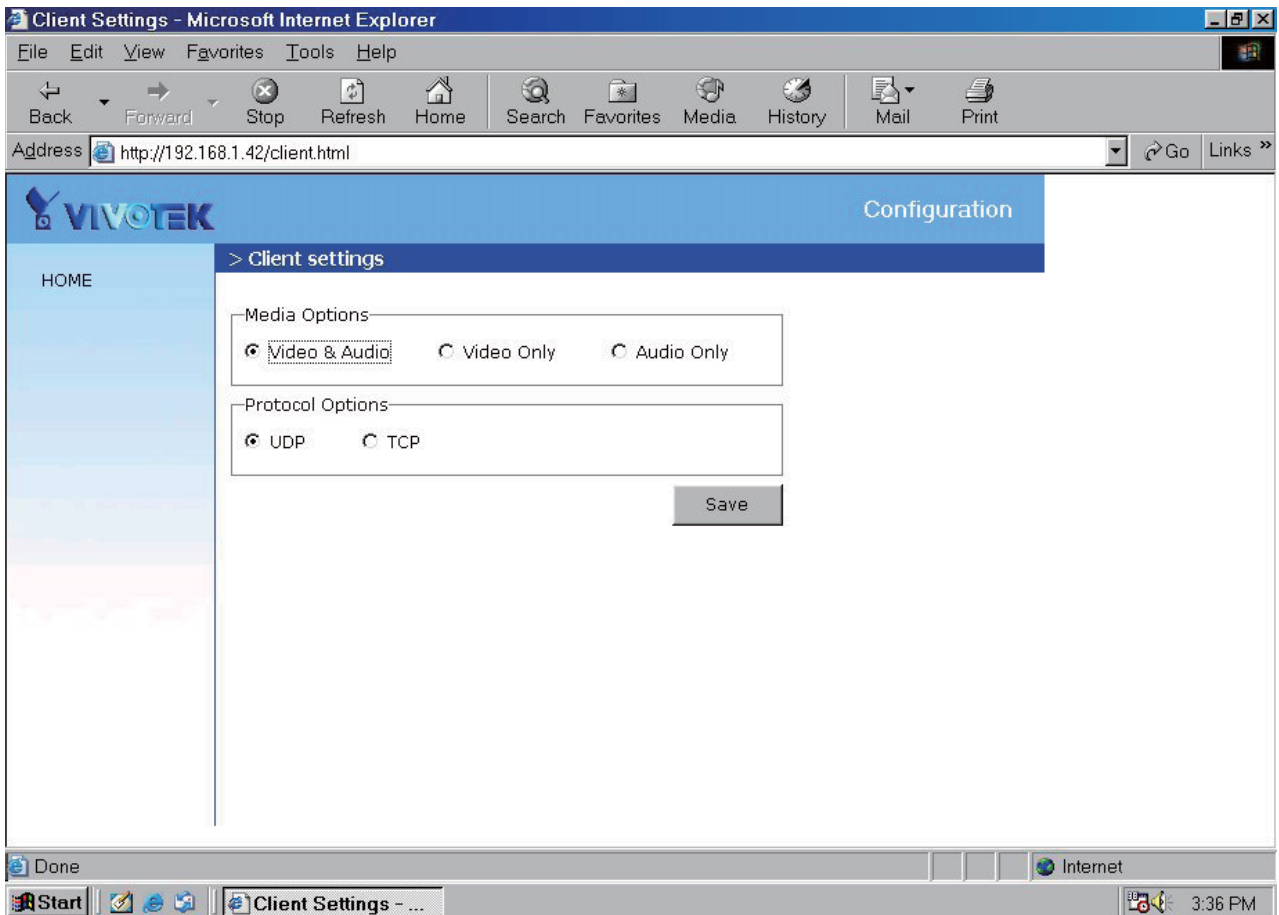 Client Settings - Microsoft Internet Explorer
File Edit View Favorites Tools Help
Back Forward Stop Refresh Home Search Favorites Media History Mail Print
Address http://192.168.1.42/client.html Go Links »
VIVOTEK Configuration
> Client settings
HOME
Media Options
Video & Audio Video Only Audio Only
Protocol Options
UDP TCP
Save
Done Internet
Start Client Settings - ... 3:36 PM